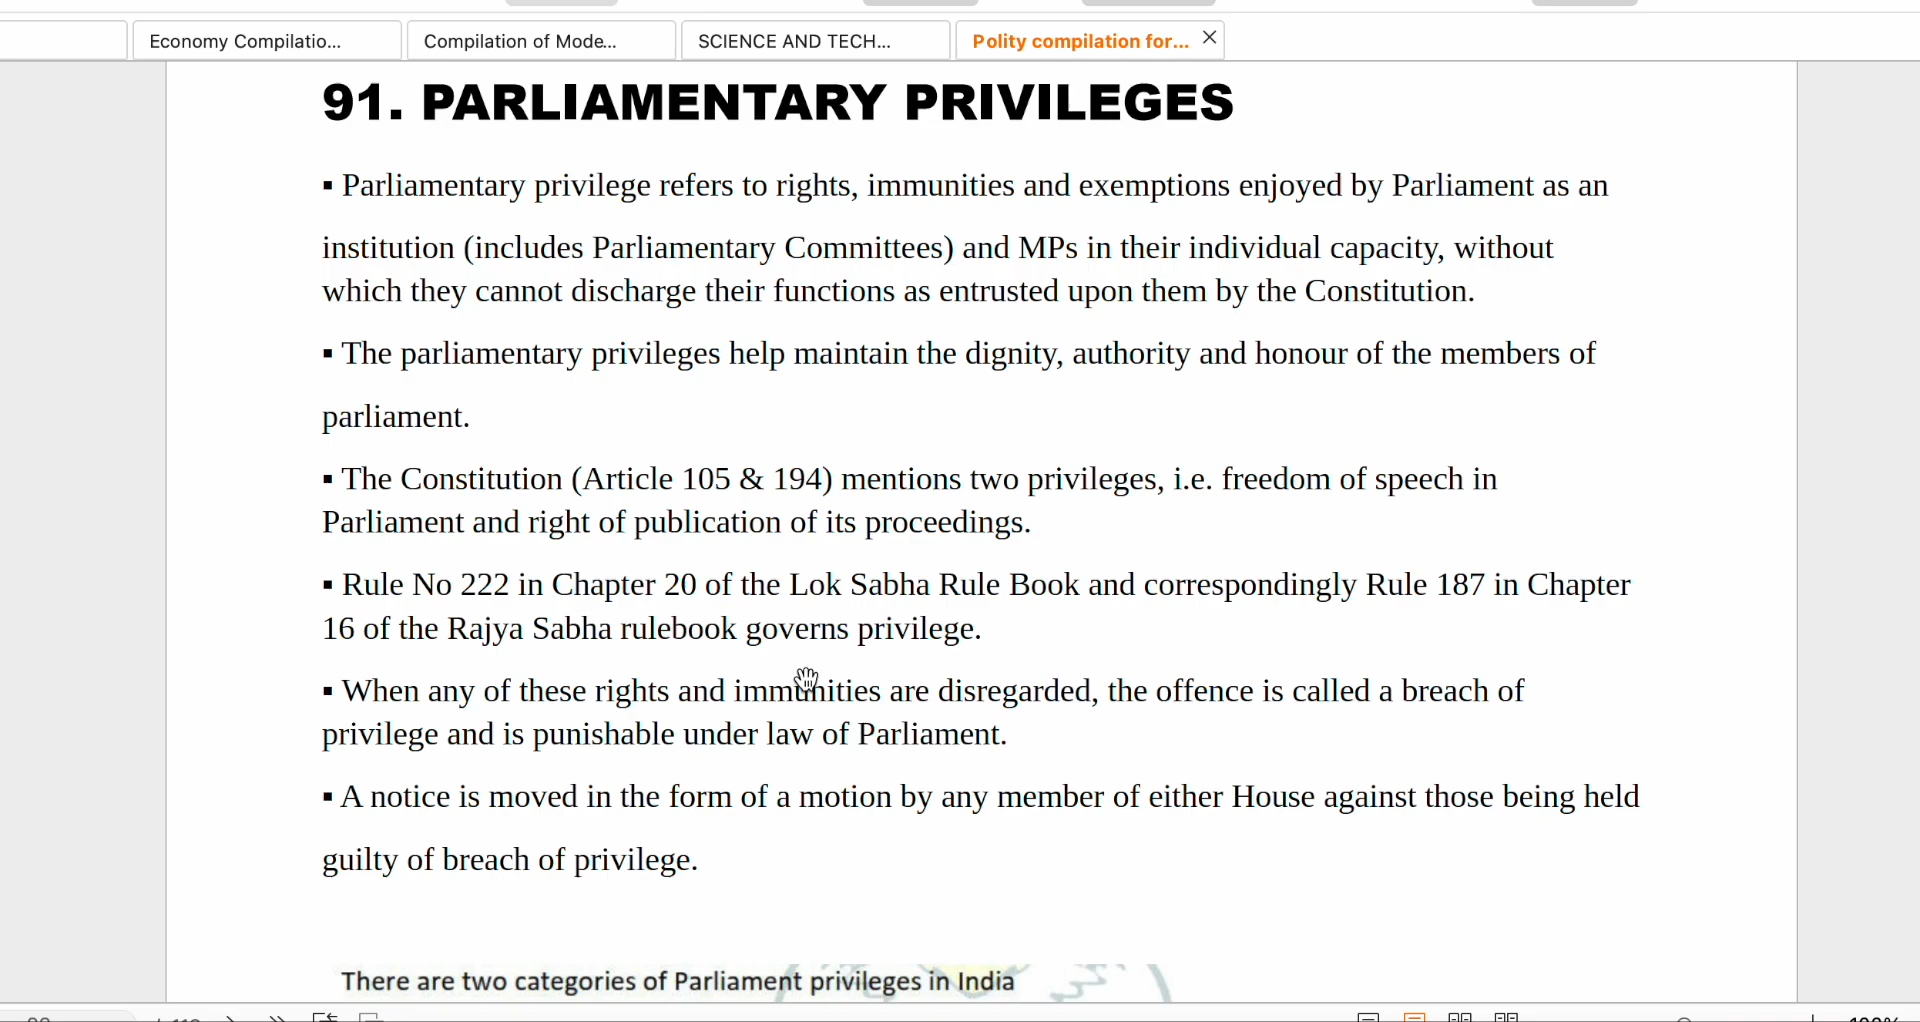 Economy Compilatio...
Compilation of Mode...
SCIENCE AND TECH...
Polity compilation for...
91. PARLIAMENTARY PRIVILEGES
▪ Parliamentary privilege refers to rights, immunities and exemptions enjoyed by Parliament as an
institution (includes Parliamentary Committees) and MPs in their individual capacity, without
which they cannot discharge their functions as entrusted upon them by the Constitution.
▪ The parliamentary privileges help maintain the dignity, authority and honour of the members of
parliament.
▪ The Constitution (Article 105 & 194) mentions two privileges, i.e. freedom of speech in
Parliament and right of publication of its proceedings.
▪ Rule No 222 in Chapter 20 of the Lok Sabha Rule Book and correspondingly Rule 187 in Chapter
16 of the Rajya Sabha rulebook governs privilege.
▪ When any of these rights and immunities are disregarded, the offence is called a breach of
privilege and is punishable under law of Parliament.
▪ A notice is moved in the form of a motion by any member of either House against those being held
guilty of breach of privilege.
There are two categories of Parliament privileges in India